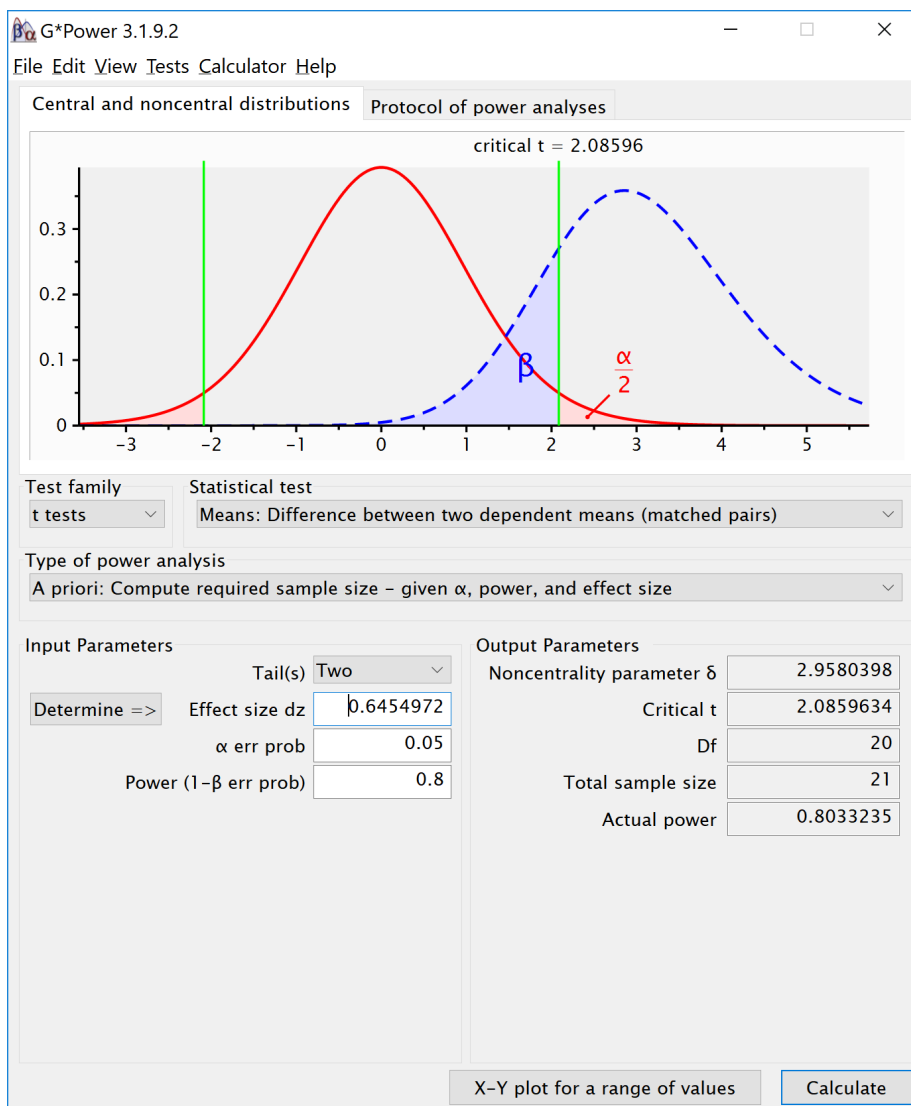 βα G*Power 3.1.9.2
File Edit View Tests Calculator Help
Central and noncentral distributions Protocol of power analyses
critical t = 2.08596
0.3
0.2
0.1
0
β
α
2
-3 -2 -1 0 1 2 3 4 5
Test family Statistical test
t tests Means: Difference between two dependent means (matched pairs)
Type of power analysis
A priori: Compute required sample size – given α, power, and effect size
Input Parameters Output Parameters
Tail(s) Two Noncentrality parameter δ 2.9580398
Determine => Effect size dz 0.6454972 Critical t 2.0859634
α err prob 0.05 Df 20
Power (1-β err prob) 0.8 Total sample size 21
Actual power 0.8033235
X-Y plot for a range of values Calculate